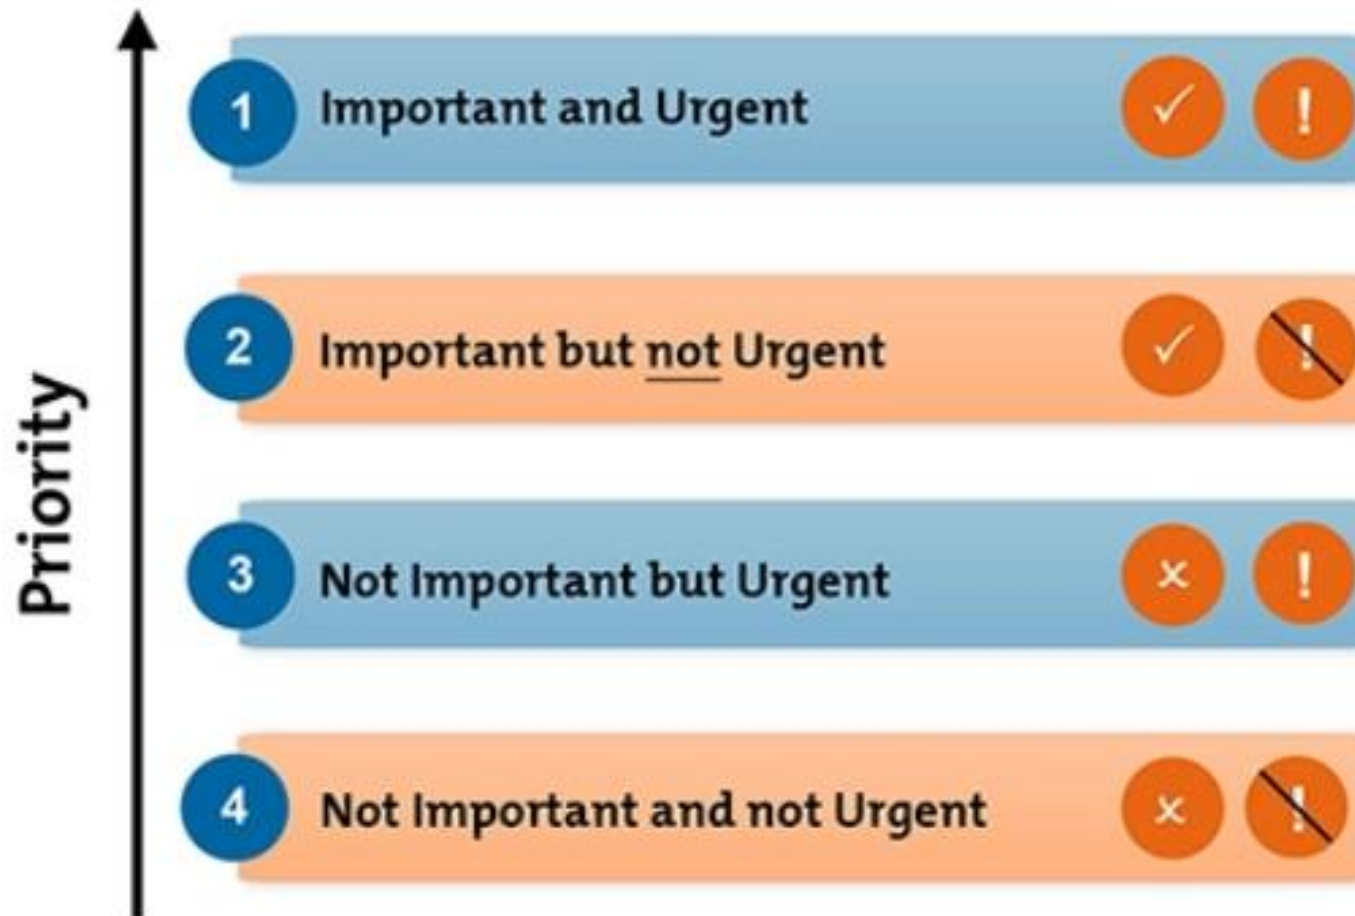 Priority
1 Important and Urgent ✓ !
2 Important but not Urgent ✓ !
3 Not Important but Urgent × !
4 Not Important and not Urgent × !